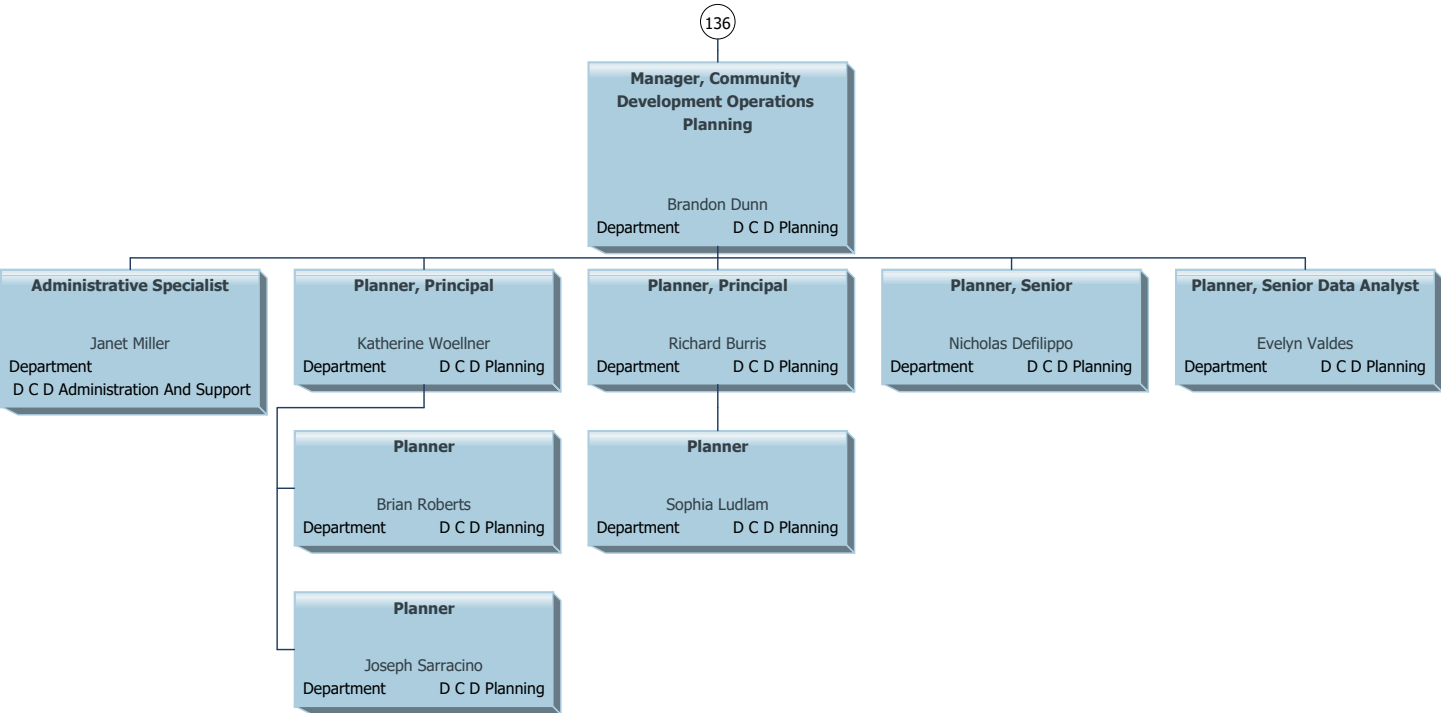 136
Manager, Community
Development Operations
Planning
Brandon Dunn
Department D C D Planning
Administrative Specialist
Janet Miller
Department
D C D Administration And Support
Planner, Principal
Katherine Woellner
Department D C D Planning
Planner, Principal
Richard Burris
Department D C D Planning
Planner, Senior
Nicholas Defilippo
Department D C D Planning
Planner, Senior Data Analyst
Evelyn Valdes
Department D C D Planning
Planner
Brian Roberts
Department D C D Planning
Planner
Sophia Ludlam
Department D C D Planning
Planner
Joseph Sarracino
Department D C D Planning